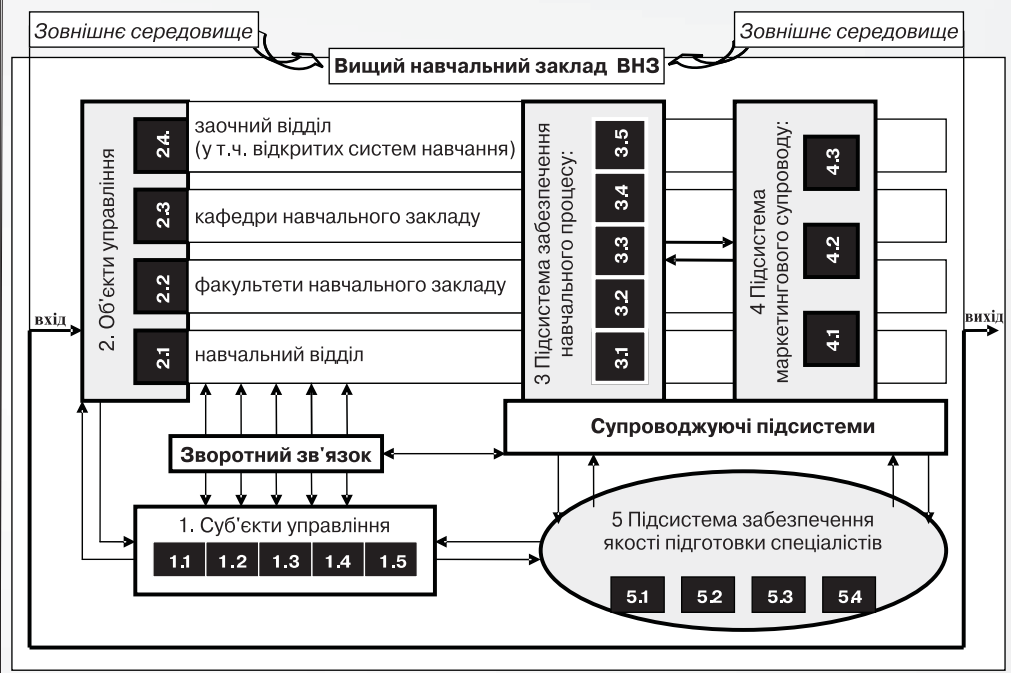 Зовнішнє середовище
Зовнішнє середовище
Вищий навчальний заклад ВНЗ
2. Об'єкти управління
2.4.
2.3
2.2
2.1
заочний відділ
(у т.ч. відкритих систем навчання)
кафедри навчального закладу
факультети навчального закладу
навчальний відділ
3 Підсистема забезпечення
навчального процесу:
3.5
3.4
3.3
3.2
3.1
4 Підсистема
маркетингового супроводу:
4.3
4.2
4.1
вхід
вихід
Супроводжуючі підсистеми
Зворотний зв'язок
1. Суб'єкти управління
1.1 1.2 1.3 1.4 1.5
5 Підсистема забезпечення
якості підготовки спеціалістів
5.1 5.2 5.3 5.4